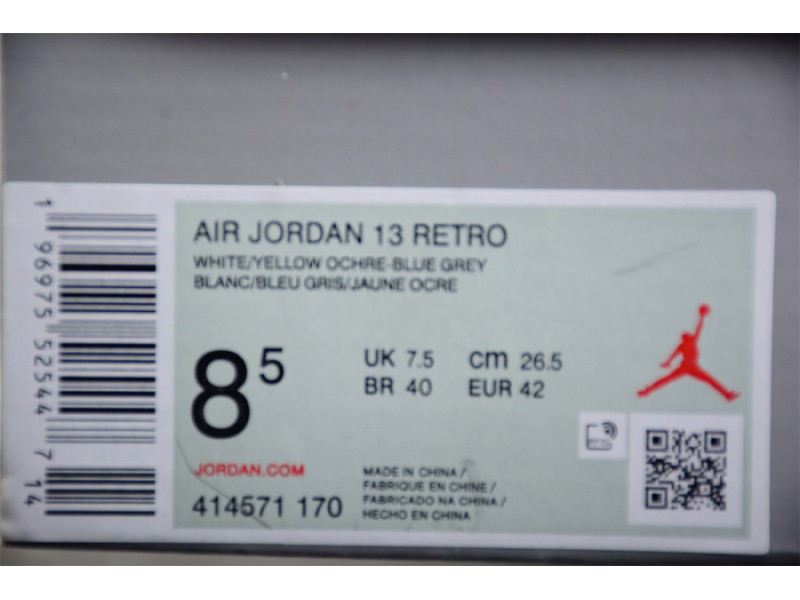 AIR JORDAN 13 RETRO
WHITE/YELLOW OCHRE-BLUE GREY
BLANC/BLEU GRIS/JAUNE OCRE
8 5
UK 7.5 cm 26.5
BR 40 EUR 42
JORDAN.COM
414571 170
MADE IN CHINA /
FABRIQUE EN CHINE /
FABRICADO NA CHINA /
HECHO EN CHINA
1 96975 52544 7 14